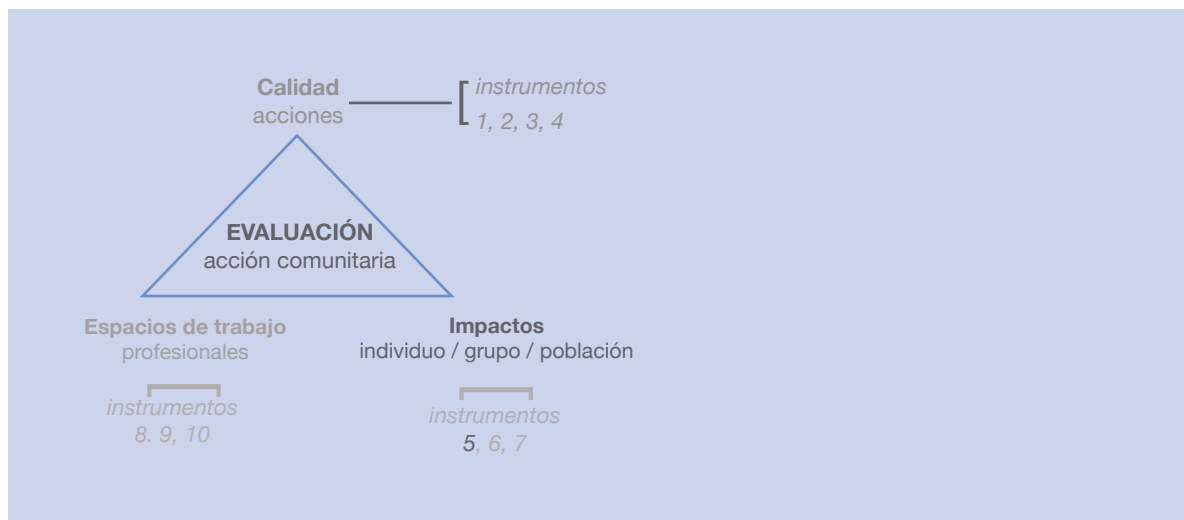 Calidad
acciones
instrumentos
1, 2, 3, 4
EVALUACIÓN
acción comunitaria
Espacios de trabajo
profesionales
instrumentos
8. 9, 10
Impactos
individuo / grupo / población
instrumentos
5, 6, 7